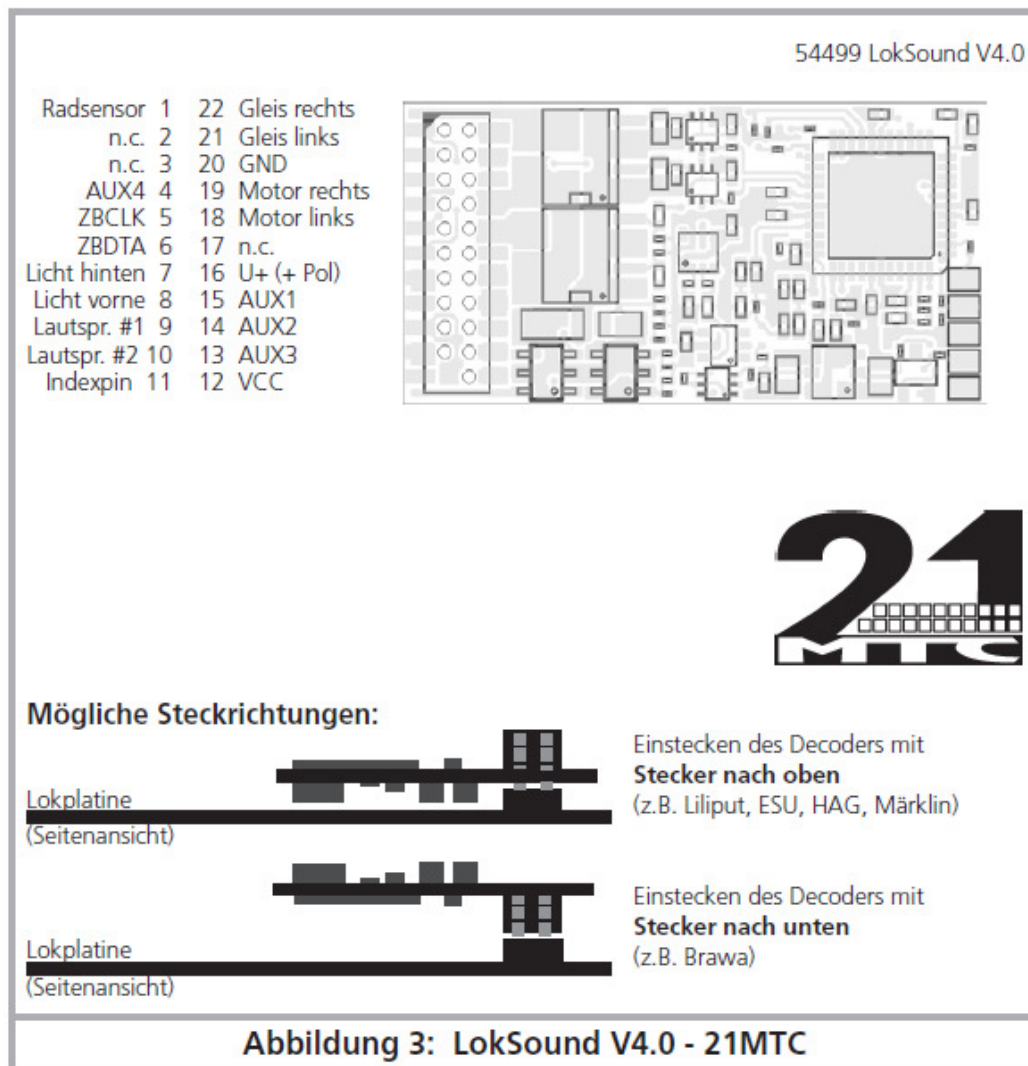 54499 LokSound V4.0
Radsensor 1 22 Gleis rechts
n.c. 2 21 Gleis links
n.c. 3 20 GND
AUX4 4 19 Motor rechts
ZBCLK 5 18 Motor links
ZBDTA 6 17 n.c.
Licht hinten 7 16 U+ (+ Pol)
Licht vorne 8 15 AUX1
Lautspr. #1 9 14 AUX2
Lautspr. #2 10 13 AUX3
Indexpin 11 12 VCC
21
MTC
Mögliche Steckrichtungen:
Einstecken des Decoders mit
Stecker nach oben
(z.B. Liliput, ESU, HAG, Märklin)
Lokplatine
(Seitenansicht)
Einstecken des Decoders mit
Stecker nach unten
(z.B. Brawa)
Lokplatine
(Seitenansicht)
Abbildung 3: LokSound V4.0 - 21MTC